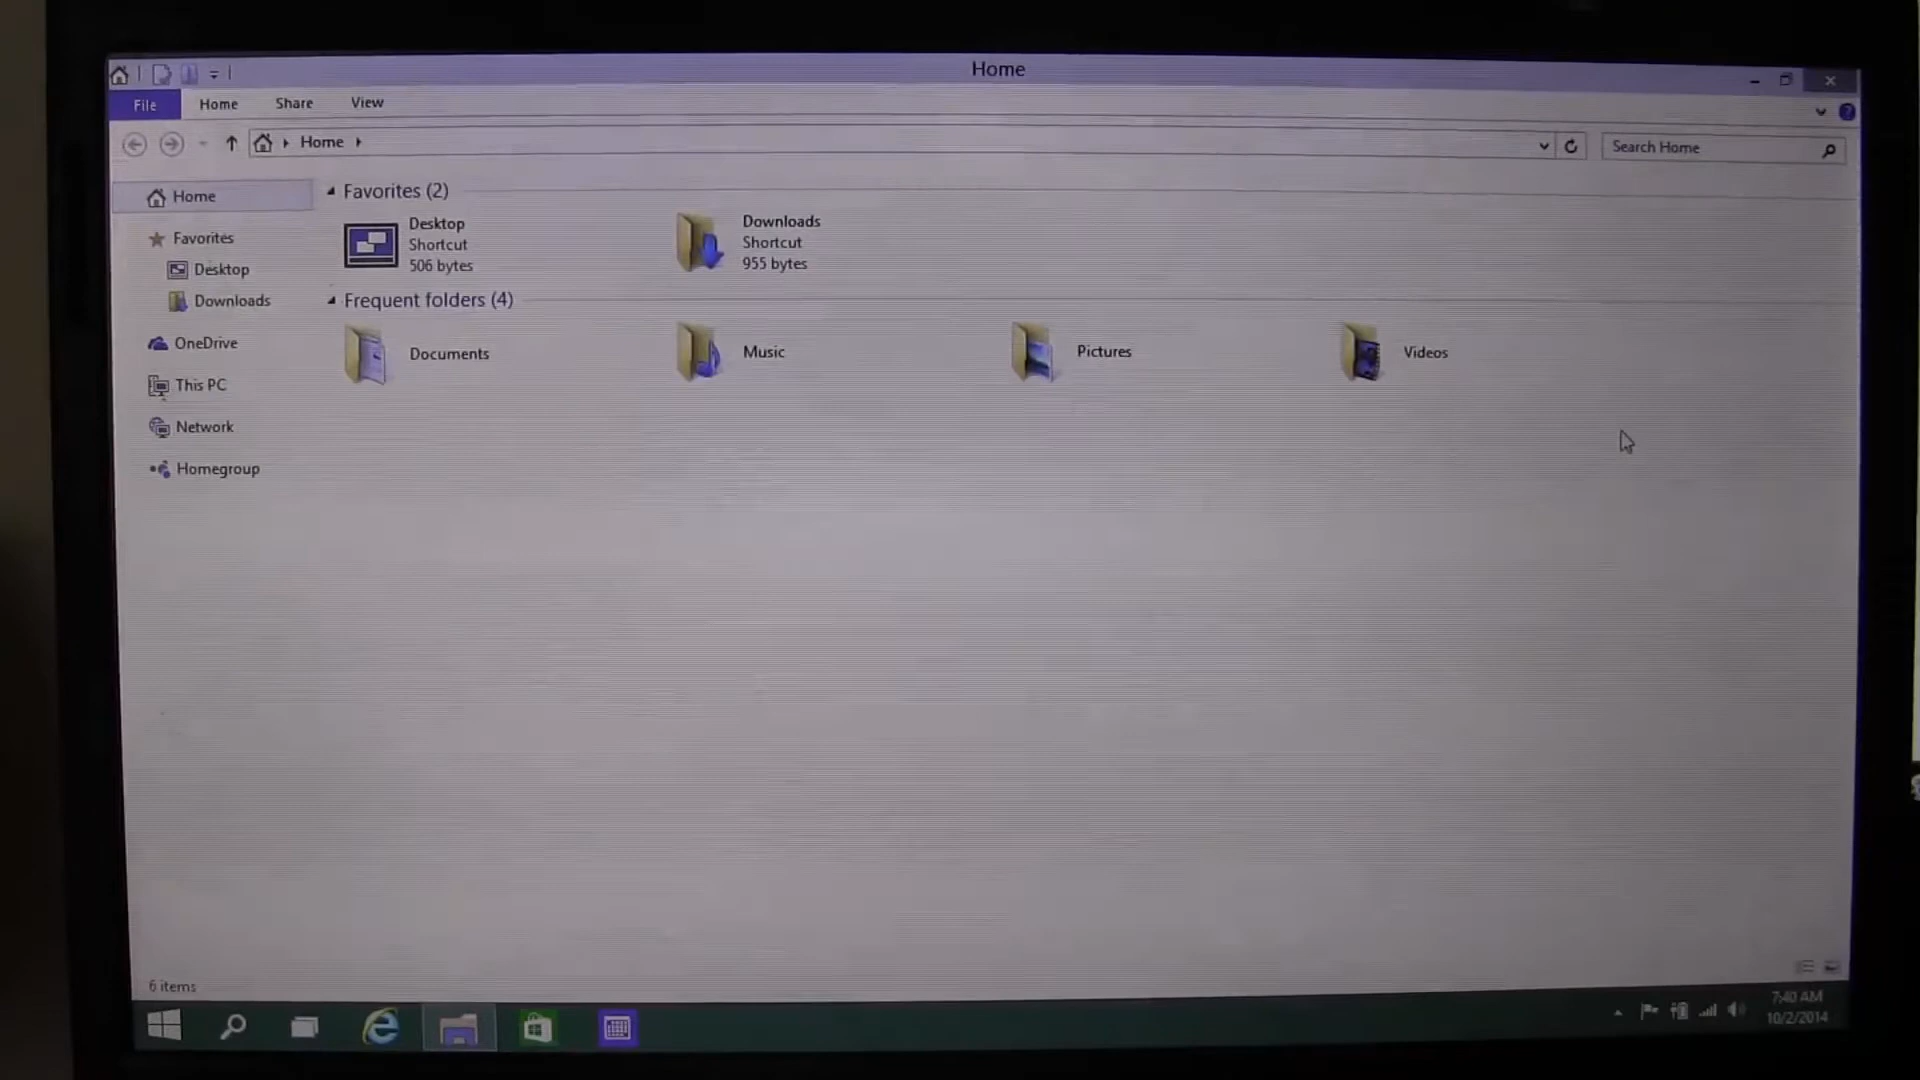 Home
File Home Share View
Home
Search Home
Home
Favorites
Desktop
Downloads
OneDrive
This PC
Network
Homegroup
Favorites (2)
Desktop
Shortcut
506 bytes
Downloads
Shortcut
955 bytes
Frequent folders (4)
Documents
Music
Pictures
Videos
6 items
7:40 AM
10/2/2014